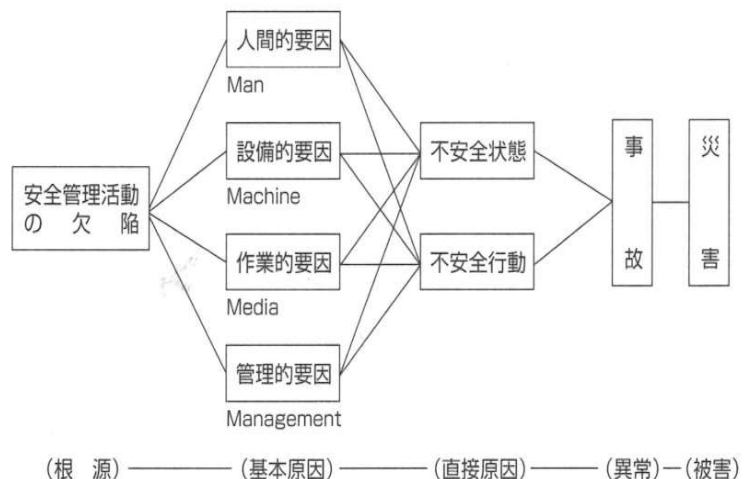 人間的要因
Man
設備的要因
Machine
作業的要因
Media
管理的要因
Management
安全管理活動
の欠陥
不安全状態
不安全行動
事故
災害
(根源)―(基本原因)―(直接原因)―(異常)―(被害)